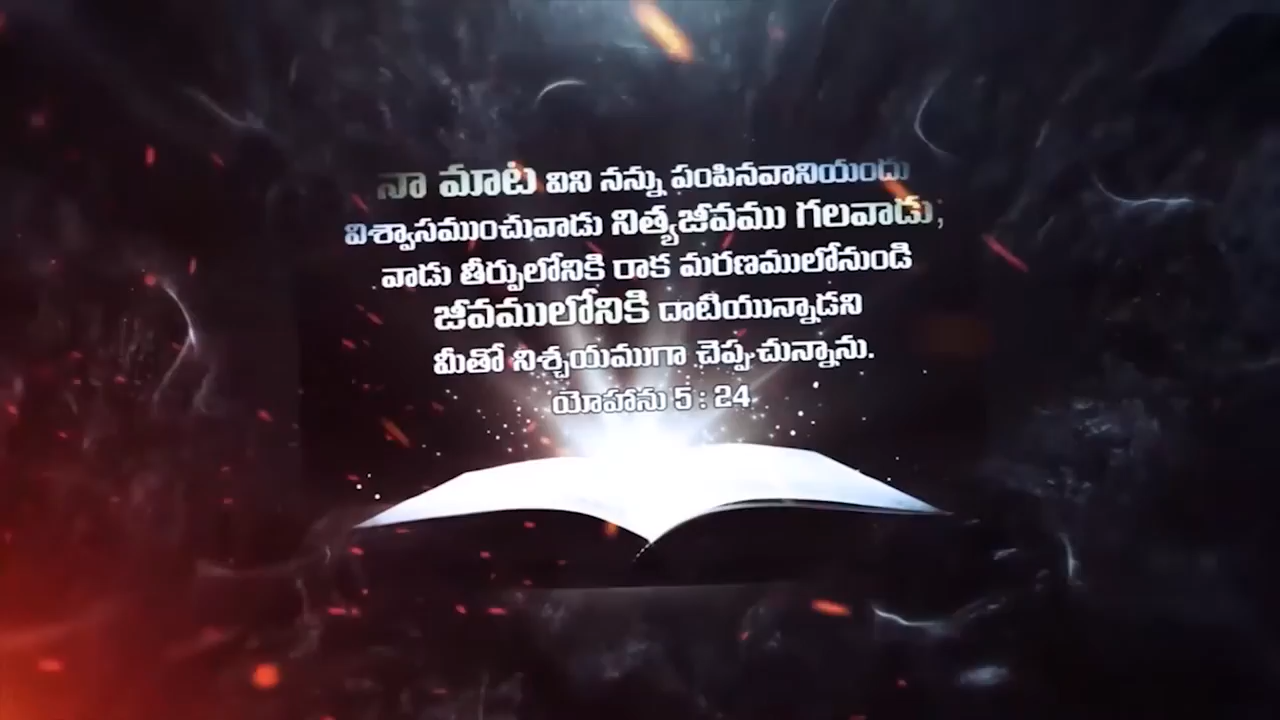 నా మాట విని నన్ను పంపినవానియందు
విశ్వాసముంచువాడు నిత్యజీవము గలవాడు;
వాడు తీర్పులోనికి రాక మరణములోనుండి
జీవములోనికి దాటియున్నాడని
మీతో నిశ్చయముగా చెప్పుచున్నాను.
యోహాను 5 : 24